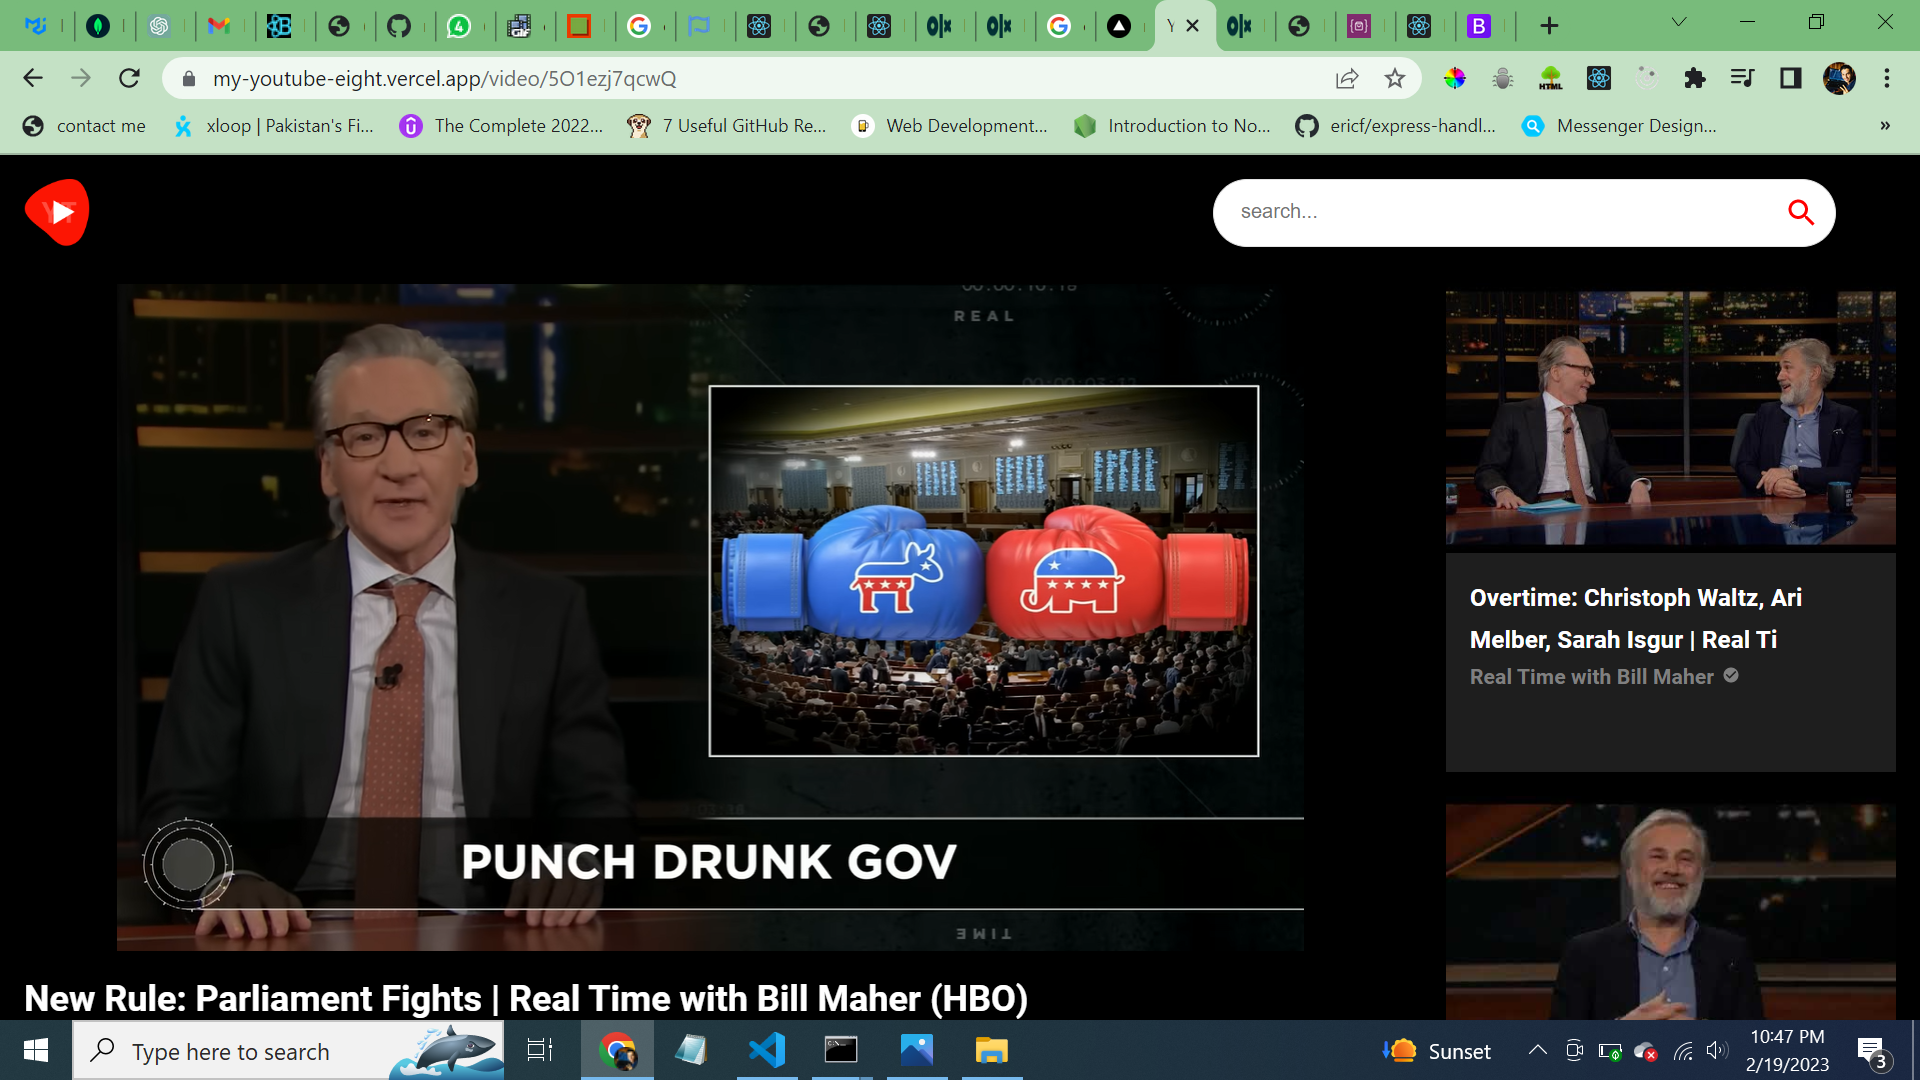 my-youtube-eight.vercel.app/video/5O1ezj7qcwQ
HTML
contact me
xloop | Pakistan's Fi...
The Complete 2022...
7 Useful GitHub Re...
Web Development...
Introduction to No...
ericf/express-handl...
Messenger Design...
»
YT
search...
REAL
PUNCH DRUNK GOV
TIME
New Rule: Parliament Fights | Real Time with Bill Maher (HBO)
Overtime: Christoph Waltz, Ari
Melber, Sarah Isgur | Real Ti
Real Time with Bill Maher
Type here to search
Sunset
10:47 PM
2/19/2023
3